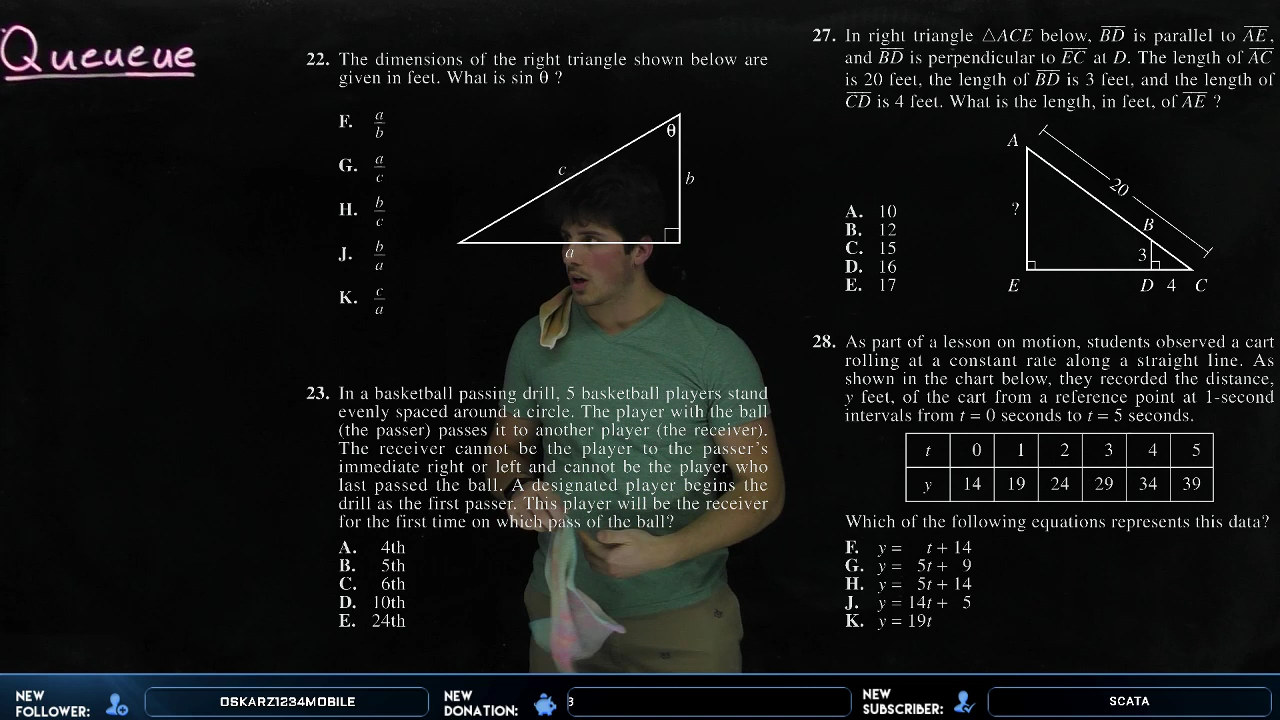 Queueue
22. The dimensions of the right triangle shown below are
given in feet. What is sin θ ?
F. a/b
G. a/c
H. b/c
J. b/a
K. c/a
θ
c
b
a
23. In a basketball passing drill, 5 basketball players stand
evenly spaced around a circle. The player with the ball
(the passer) passes it to another player (the receiver).
The receiver cannot be the player to the passer's
immediate right or left and cannot be the player who
last passed the ball. A designated player begins the
drill as the first passer. This player will be the receiver
for the first time on which pass of the ball?
A. 4th
B. 5th
C. 6th
D. 10th
E. 24th
27. In right triangle △ACE below, BD is parallel to AE,
and BD is perpendicular to EC at D. The length of AC
is 20 feet, the length of BD is 3 feet, and the length of
CD is 4 feet. What is the length, in feet, of AE ?
A. 10
B. 12
C. 15
D. 16
E. 17
A
20
?
B
3
E D 4 C
28. As part of a lesson on motion, students observed a cart
rolling at a constant rate along a straight line. As
shown in the chart below, they recorded the distance,
y feet, of the cart from a reference point at 1-second
intervals from t = 0 seconds to t = 5 seconds.
t 0 1 2 3 4 5
y 14 19 24 29 34 39
Which of the following equations represents this data?
F. y = t + 14
G. y = 5t + 9
H. y = 5t + 14
J. y = 14t + 5
K. y = 19t
NEW FOLLOWER: OSKARZ1234MOBILE
NEW DONATION: 3
NEW SUBSCRIBER: SCATA